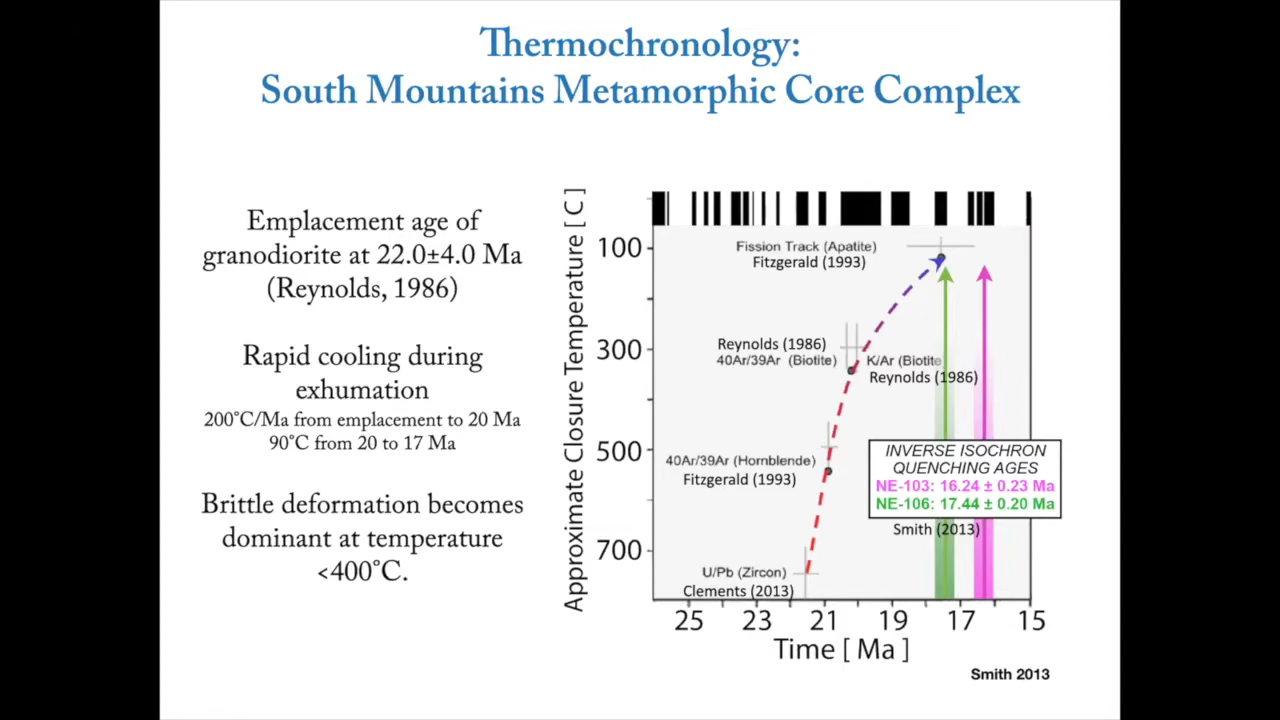 Thermochronology:
South Mountains Metamorphic Core Complex
Emplacement age of
granodiorite at 22.0±4.0 Ma
(Reynolds, 1986)
Rapid cooling during
exhumation
200˚C/Ma from emplacement to 20 Ma
90˚C from 20 to 17 Ma
Brittle deformation becomes
dominant at temperature
<400˚C.
Approximate Closure Temperature [ C ]
100
300
500
700
Fission Track (Apatite)
Fitzgerald (1993)
Reynolds (1986)
40Ar/39Ar (Biotite)
K/Ar (Biotite
Reynolds (1986)
40Ar/39Ar (Hornblende)
Fitzgerald (1993)
INVERSE ISOCHRON
QUENCHING AGES
NE-103: 16.24 ± 0.23 Ma
NE-106: 17.44 ± 0.20 Ma
Smith (2013)
U/Pb (Zircon)
Clements (2013)
25 23 21 19 17 15
Time [ Ma ]
Smith 2013